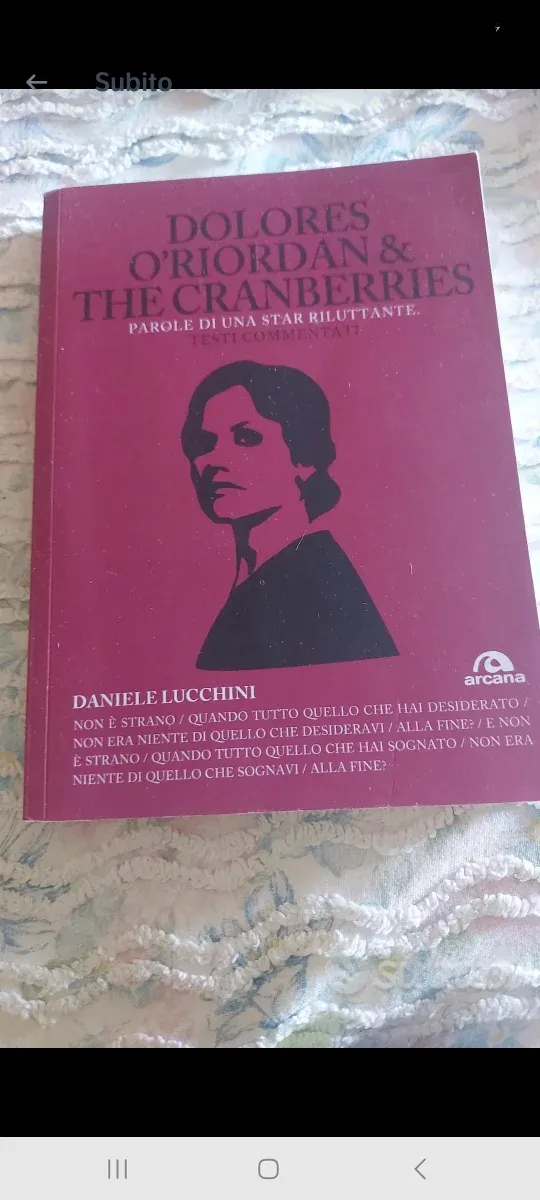 Subito
DOLORES
O'RIORDAN &
THE CRANBERRIES
PAROLE DI UNA STAR RILUTTANTE.
TESTI COMMENTATI
arcana
DANIELE LUCCHINI
NON È STRANO / QUANDO TUTTO QUELLO CHE HAI DESIDERATO /
NON ERA NIENTE DI QUELLO CHE DESIDERAVI / ALLA FINE? / E NON
È STRANO / QUANDO TUTTO QUELLO CHE HAI SOGNATO / NON ERA
NIENTE DI QUELLO CHE SOGNAVI / ALLA FINE?
subito